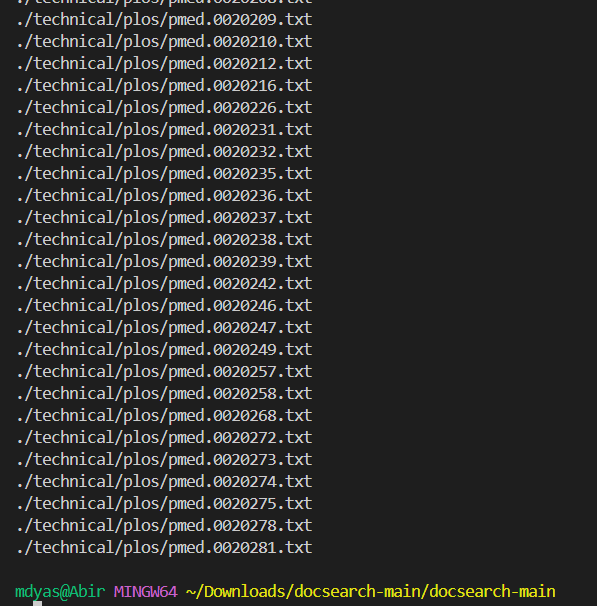 ./technical/plos/pmed.0020208.txt
./technical/plos/pmed.0020209.txt
./technical/plos/pmed.0020210.txt
./technical/plos/pmed.0020212.txt
./technical/plos/pmed.0020216.txt
./technical/plos/pmed.0020226.txt
./technical/plos/pmed.0020231.txt
./technical/plos/pmed.0020232.txt
./technical/plos/pmed.0020235.txt
./technical/plos/pmed.0020236.txt
./technical/plos/pmed.0020237.txt
./technical/plos/pmed.0020238.txt
./technical/plos/pmed.0020239.txt
./technical/plos/pmed.0020242.txt
./technical/plos/pmed.0020246.txt
./technical/plos/pmed.0020247.txt
./technical/plos/pmed.0020249.txt
./technical/plos/pmed.0020257.txt
./technical/plos/pmed.0020258.txt
./technical/plos/pmed.0020268.txt
./technical/plos/pmed.0020272.txt
./technical/plos/pmed.0020273.txt
./technical/plos/pmed.0020274.txt
./technical/plos/pmed.0020275.txt
./technical/plos/pmed.0020278.txt
./technical/plos/pmed.0020281.txt
mdyas@Abir MINGW64 ~/Downloads/docsearch-main/docsearch-main